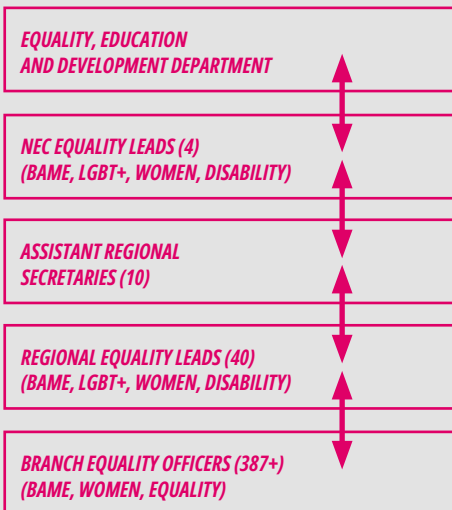 EQUALITY, EDUCATION
AND DEVELOPMENT DEPARTMENT
NEC EQUALITY LEADS (4)
(BAME, LGBT+, WOMEN, DISABILITY)
ASSISTANT REGIONAL
SECRETARIES (10)
REGIONAL EQUALITY LEADS (40)
(BAME, LGBT+, WOMEN, DISABILITY)
BRANCH EQUALITY OFFICERS (387+)
(BAME, WOMEN, EQUALITY)